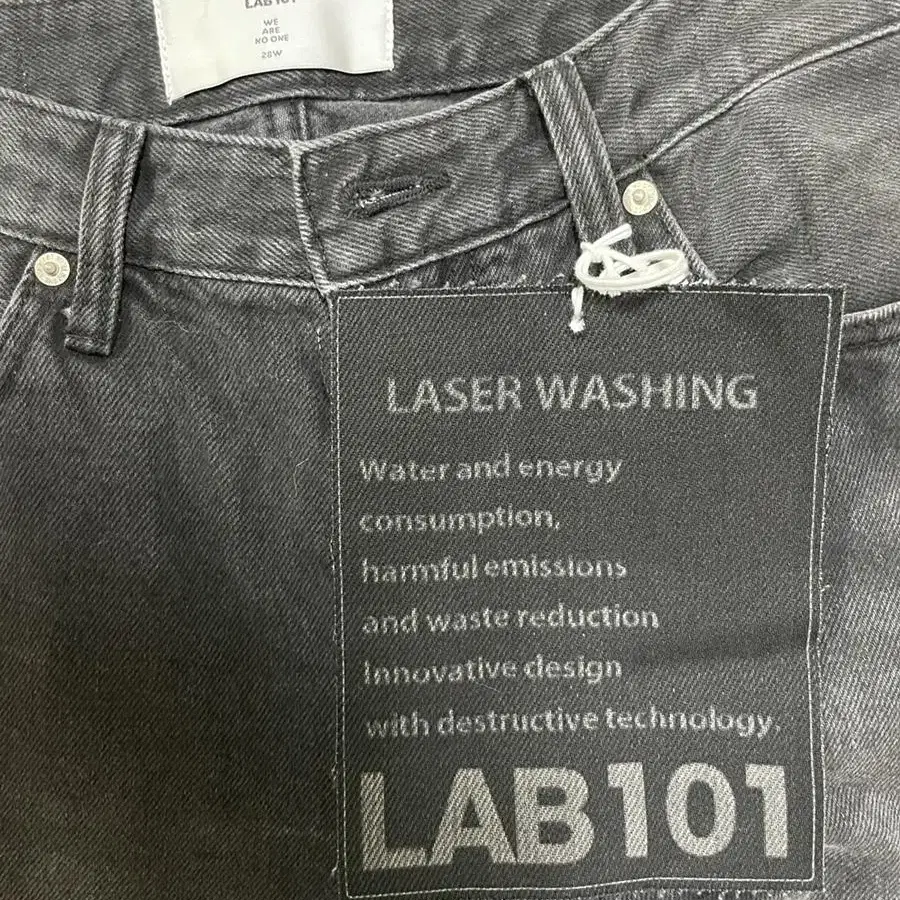 LAB101
WE
ARE
NO ONE
28W
LASER WASHING
Water and energy
consumption,
harmful emissions
and waste reduction
Innovative design
with destructive technology.
LAB101